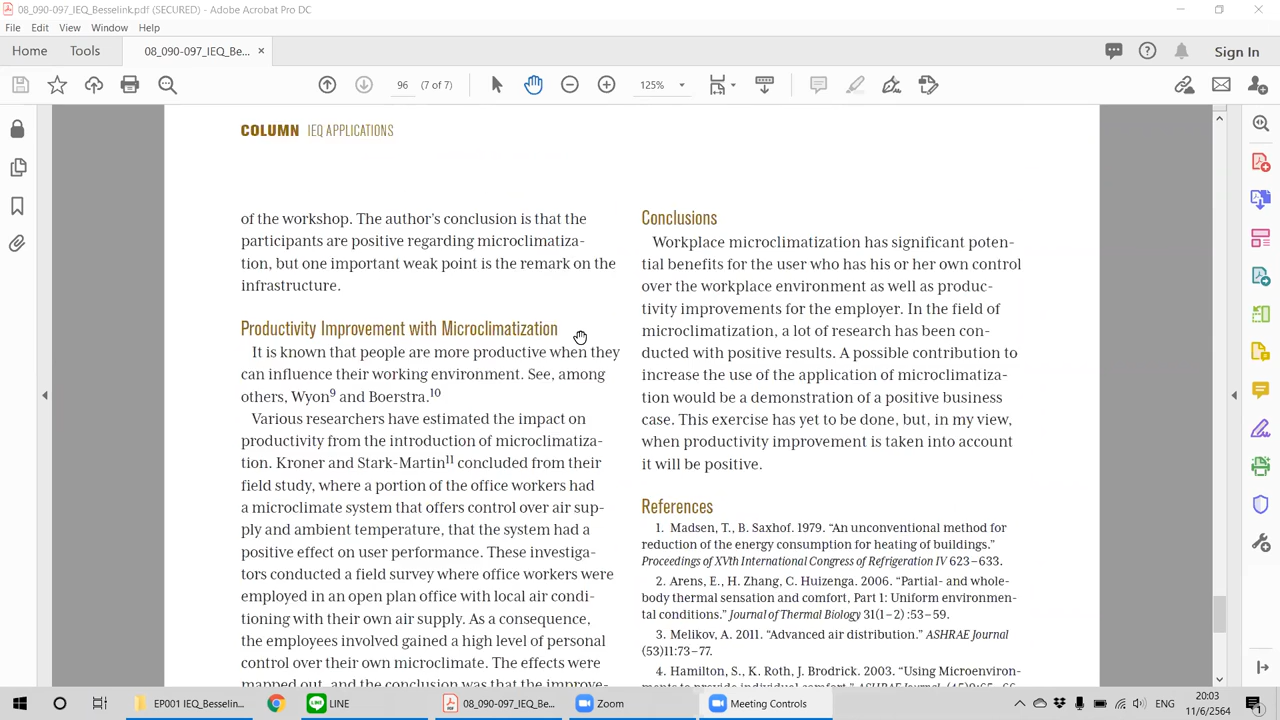 08_090-097_IEQ_Besselink.pdf (SECURED) - Adobe Acrobat Pro DC
File Edit View Window Help
Home Tools 08_090-097_IEQ_Be... × Sign In
96 (7 of 7) 125%
COLUMN IEQ APPLICATIONS
of the workshop. The author's conclusion is that the
participants are positive regarding microclimatiza-
tion, but one important weak point is the remark on the
infrastructure.
Productivity Improvement with Microclimatization
It is known that people are more productive when they
can influence their working environment. See, among
others, Wyon9 and Boerstra.10
Various researchers have estimated the impact on
productivity from the introduction of microclimatiza-
tion. Kroner and Stark-Martin11 concluded from their
field study, where a portion of the office workers had
a microclimate system that offers control over air sup-
ply and ambient temperature, that the system had a
positive effect on user performance. These investiga-
tors conducted a field survey where office workers were
employed in an open plan office with local air condi-
tioning with their own air supply. As a consequence,
the employees involved gained a high level of personal
control over their own microclimate. The effects were
mapped out, and the conclusion was that the improve-
Conclusions
Workplace microclimatization has significant poten-
tial benefits for the user who has his or her own control
over the workplace environment as well as produc-
tivity improvements for the employer. In the field of
microclimatization, a lot of research has been con-
ducted with positive results. A possible contribution to
increase the use of the application of microclimatiza-
tion would be a demonstration of a positive business
case. This exercise has yet to be done, but, in my view,
when productivity improvement is taken into account
it will be positive.
References
1. Madsen, T., B. Saxhof. 1979. “An unconventional method for
reduction of the energy consumption for heating of buildings.”
Proceedings of XVth International Congress of Refrigeration IV 623–633.
2. Arens, E., H. Zhang, C. Huizenga. 2006. “Partial- and whole-
body thermal sensation and comfort, Part 1: Uniform environmen-
tal conditions.” Journal of Thermal Biology 31(1–2) :53–59.
3. Melikov, A. 2011. “Advanced air distribution.” ASHRAE Journal
(53)11:73–77.
4. Hamilton, S., K. Roth, J. Brodrick. 2003. “Using Microenviron-
ments to provide individual comfort.” ASHRAE Journal
EP001 IEQ_Besselin... LINE 08_090-097_IEQ_Be... Zoom Meeting Controls ENG 20:03
11/6/2564